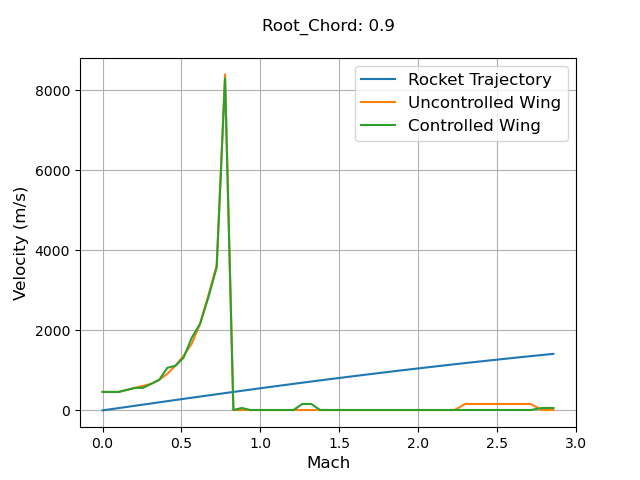 Root_Chord: 0.9
Rocket Trajectory
Uncontrolled Wing
Controlled Wing
8000
6000
4000
2000
0
Velocity (m/s)
0.0 0.5 1.0 1.5 2.0 2.5 3.0
Mach